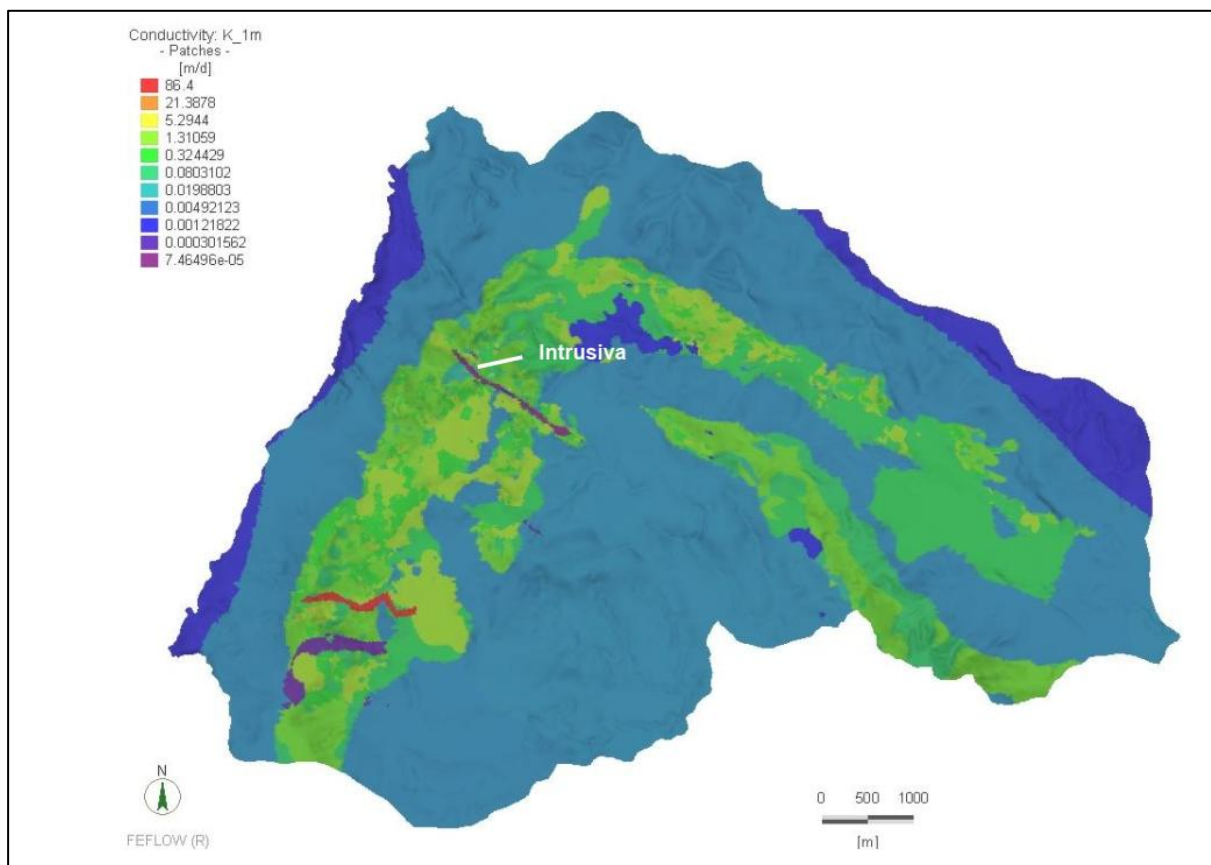 Conductivity: K_1m
- Patches -
[m/d]
86.4
21.3878
5.2944
1.31059
0.324429
0.0803102
0.0198803
0.00492123
0.00121822
0.000301562
7.46496e-05
Intrusiva
N
FEFLOW (R)
0 500 1000
[m]